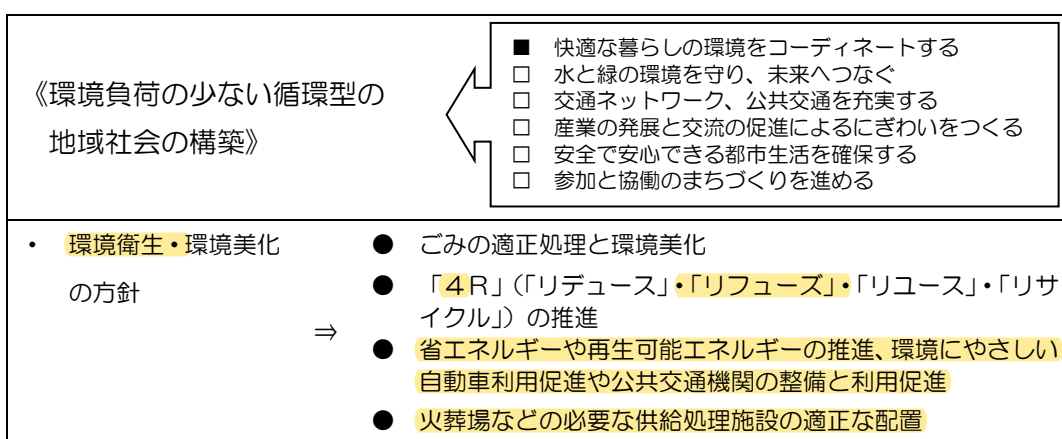 《環境負荷の少ない循環型の
地域社会の構築》
■ 快適な暮らしの環境をコーディネートする
□ 水と緑の環境を守り、未来へつなぐ
□ 交通ネットワーク、公共交通を充実する
□ 産業の発展と交流の促進によるにぎわいをつくる
□ 安全で安心できる都市生活を確保する
□ 参加と協働のまちづくりを進める
・ 環境衛生・環境美化
の方針
⇒
● ごみの適正処理と環境美化
● 「4R」(「リデュース」・「リフューズ」・「リユース」・「リサ
イクル」)の推進
● 省エネルギーや再生可能エネルギーの推進、環境にやさしい
自動車利用促進や公共交通機関の整備と利用促進
● 火葬場などの必要な供給処理施設の適正な配置